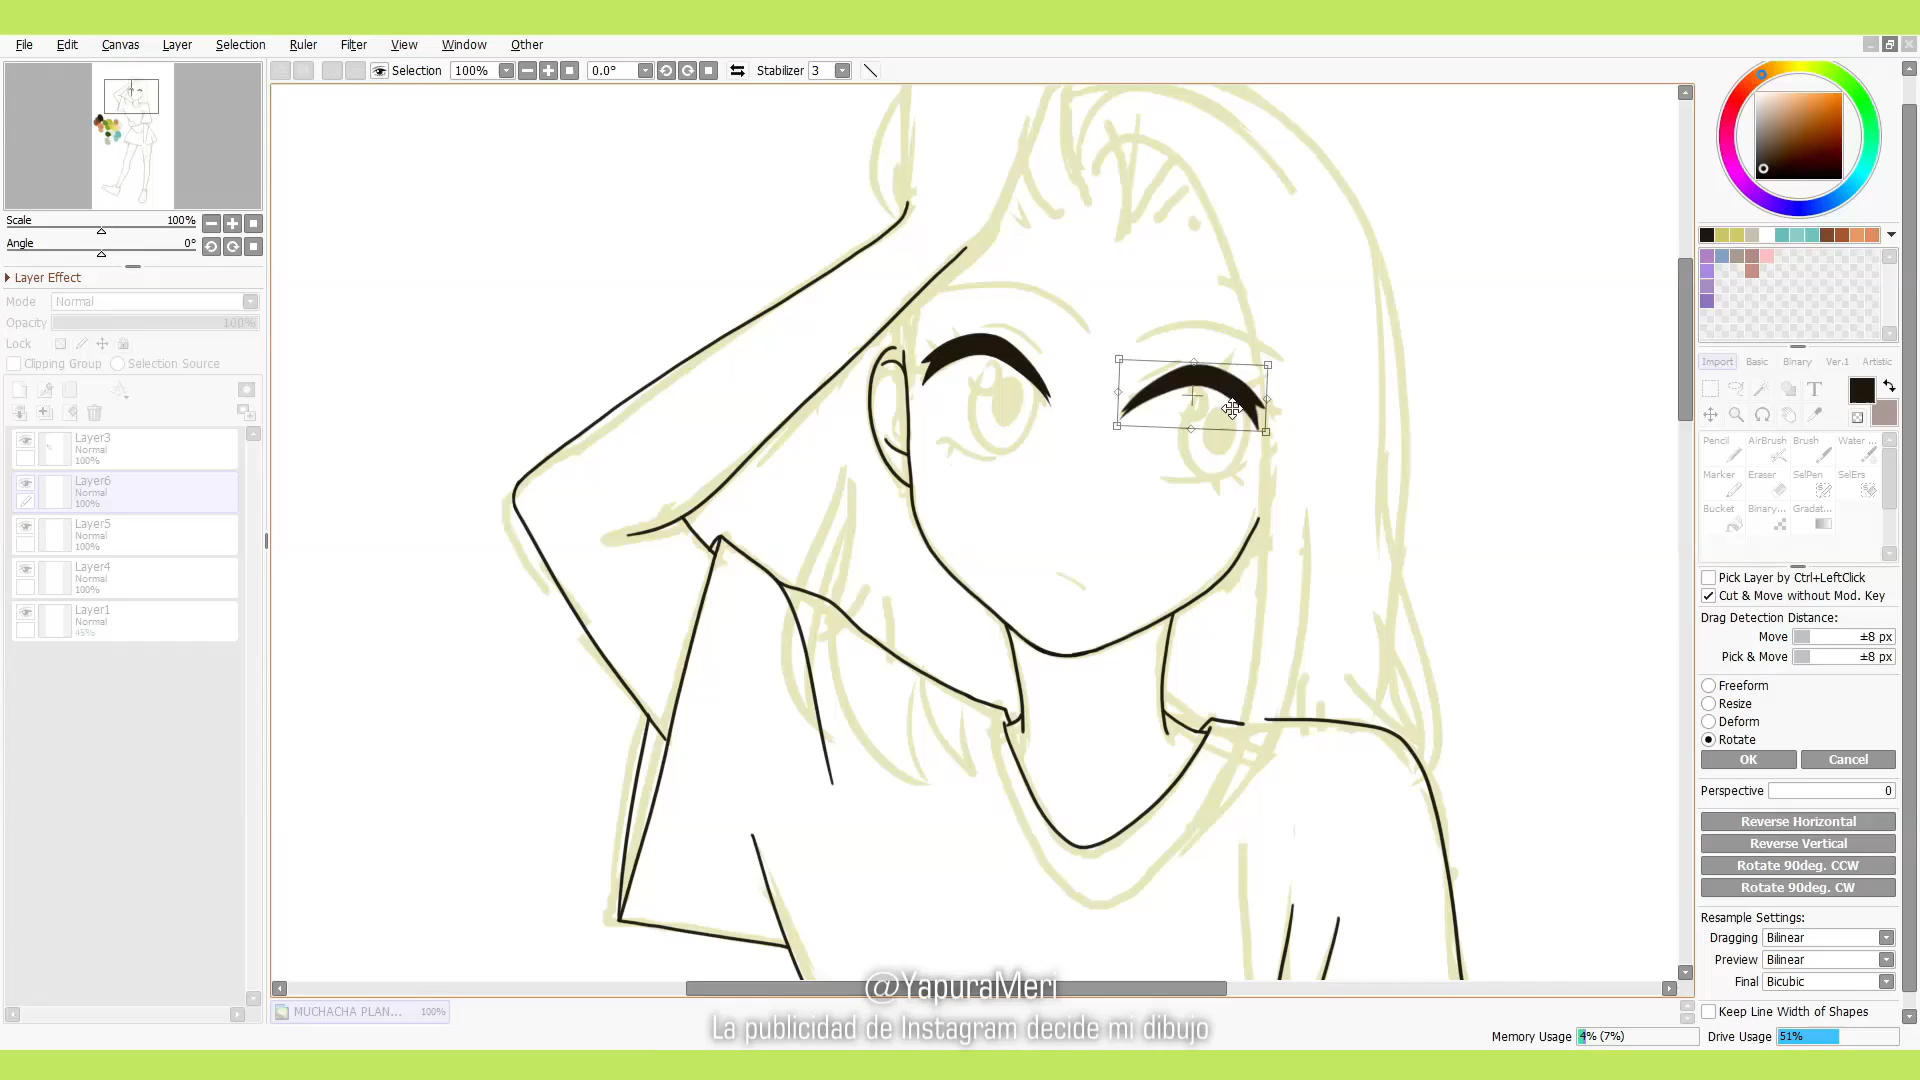 File Edit Canvas Layer Selection Ruler Filter View Window Other
Selection 100% 0.0° Stabilizer 3
Scale 100%
Angle 0°
Layer Effect
Mode Normal
Opacity 100%
Lock
Clipping Group Selection Source
Layer3
Normal
100%
Layer6
Normal
100%
Layer5
Normal
100%
Layer4
Normal
100%
Layer1
Normal
45%
Import Basic Binary Ver.1 Artistic
Pencil AirBrush Brush Water ...
Marker Eraser SelPen SelErs
Bucket Binary... Gradat...
Pick Layer by Ctrl+LeftClick
Cut & Move without Mod. Key
Drag Detection Distance:
Move ±8 px
Pick & Move ±8 px
Freeform
Resize
Deform
Rotate
OK Cancel
Perspective 0
Reverse Horizontal
Reverse Vertical
Rotate 90deg. CCW
Rotate 90deg. CW
Resample Settings:
Dragging Bilinear
Preview Bilinear
Final Bicubic
Keep Line Width of Shapes
@YapuraMeri
MUCHACHA PLAN... 100%
La publicidad de Instagram decide mi dibujo
Memory Usage 4% (7%) Drive Usage 51%